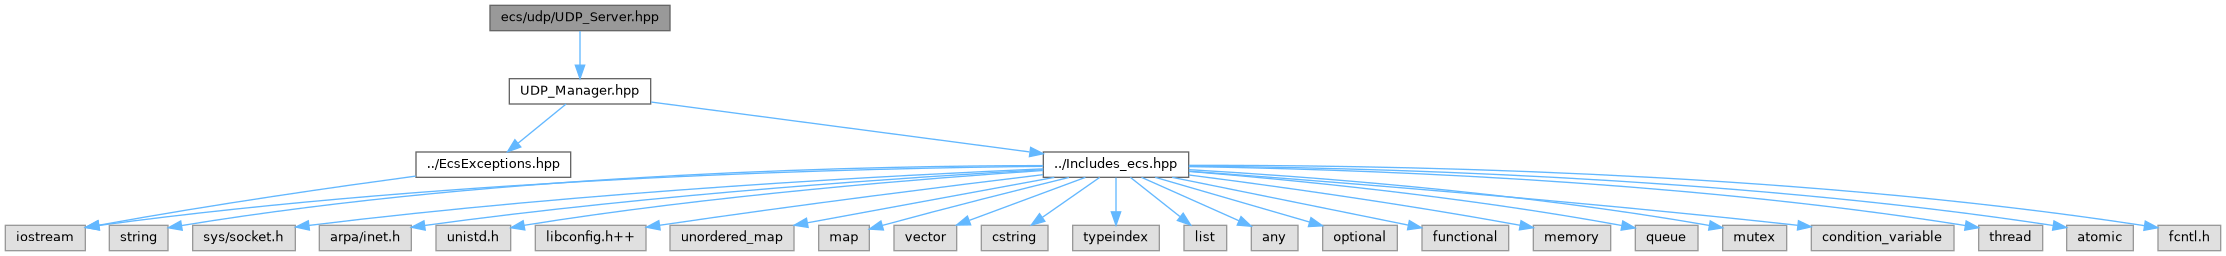 ecs/udp/UDP_Server.hpp
UDP_Manager.hpp
../EcsExceptions.hpp
../Includes_ecs.hpp
iostream
string
sys/socket.h
arpa/inet.h
unistd.h
libconfig.h++
unordered_map
map
vector
cstring
typeindex
list
any
optional
functional
memory
queue
mutex
condition_variable
thread
atomic
fcntl.h